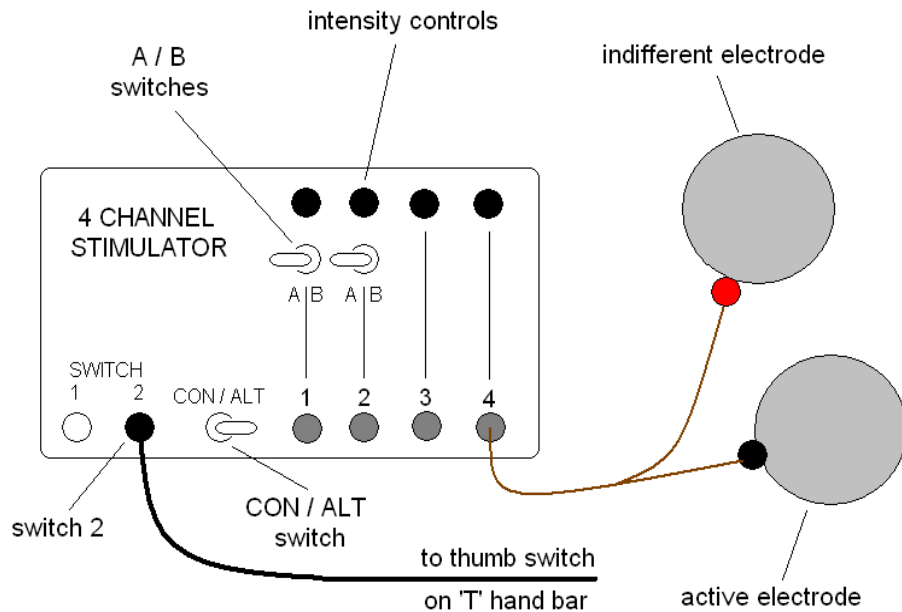 intensity controls
A / B
switches
indifferent electrode
4 CHANNEL
STIMULATOR
A B A B
SWITCH
1 2 CON / ALT 1 2 3 4
switch 2
CON / ALT
switch
to thumb switch
on 'T' hand bar
active electrode